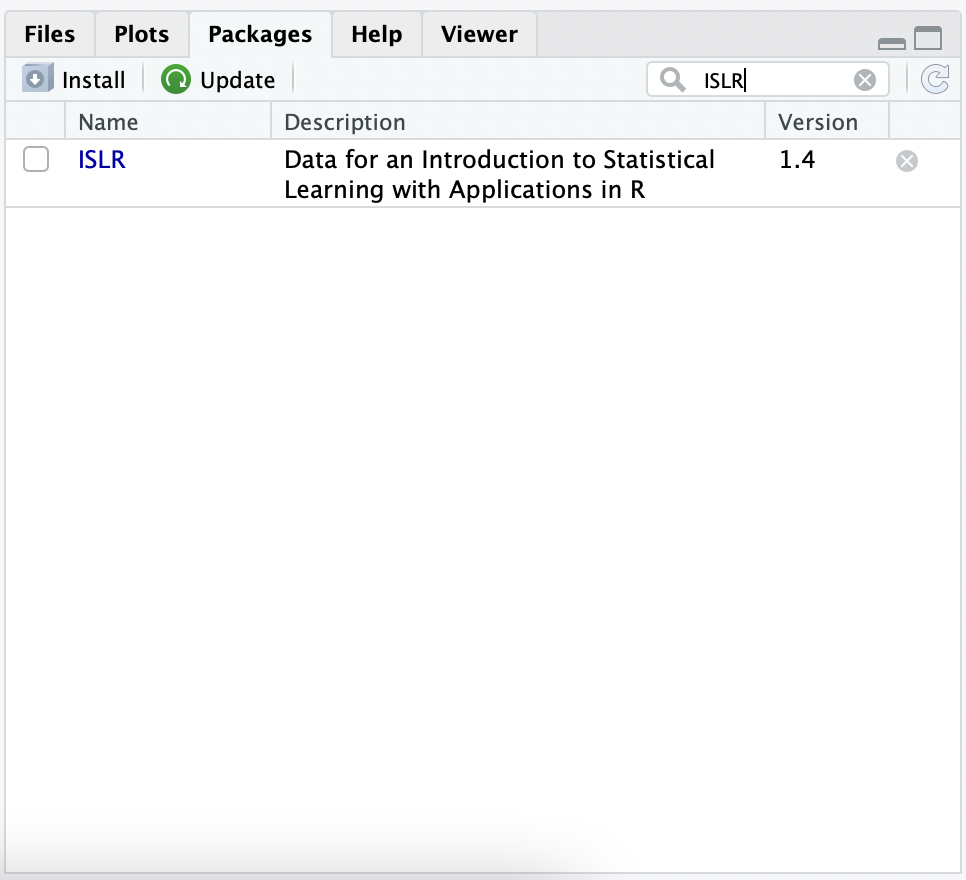 Files Plots Packages Help Viewer
Install Update ISLR
Name Description Version
ISLR Data for an Introduction to Statistical 1.4
Learning with Applications in R